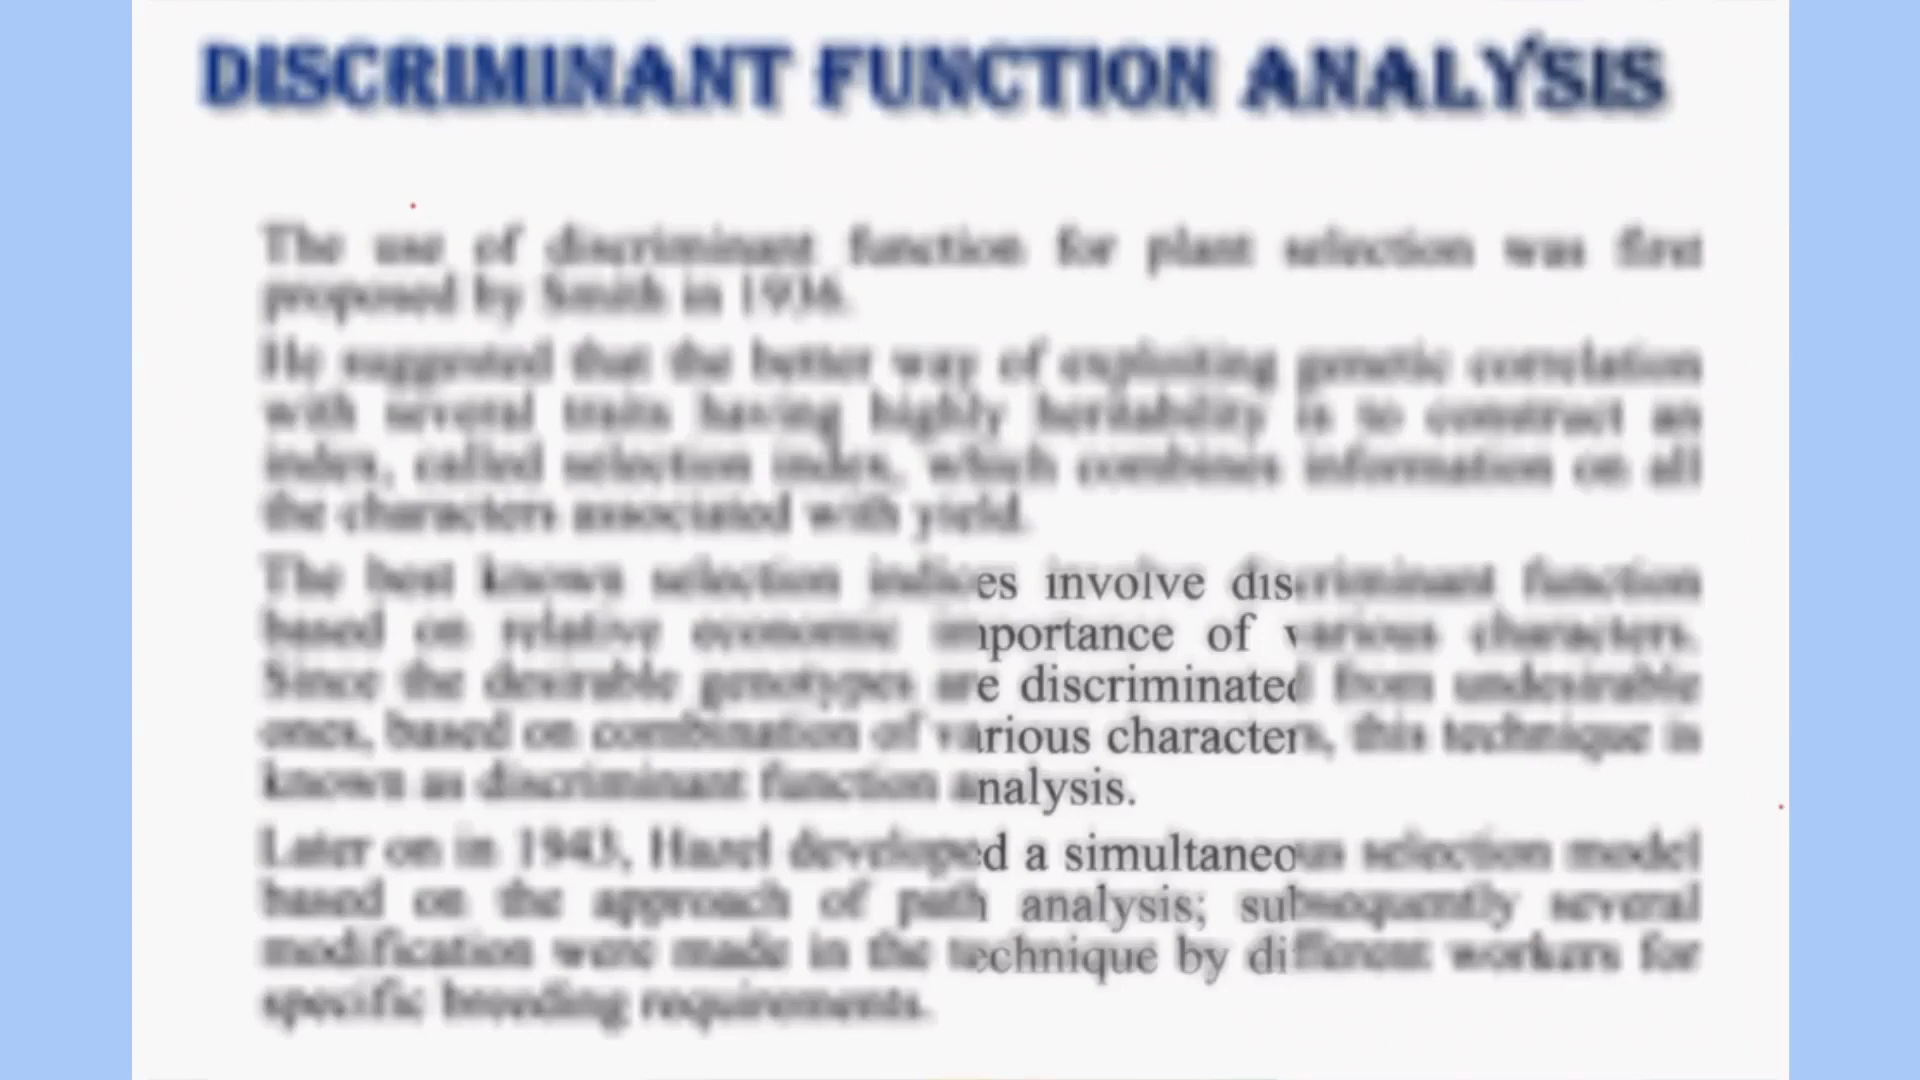 DISCRIMINANT FUNCTION ANALYSIS
The use of discriminant function for plant selection was first
proposed by Smith in 1936.
He suggested that the better way of exploiting genetic correlation
with several traits having highly heritability is to construct an
index, called selection index, which combines information on all
the characters associated with yield.
The best known selection indices involve discriminant function
based on relative economic importance of various characters.
Since the desirable genotypes are discriminated from undesirable
ones, based on combination of various characters, this technique is
known as discriminant function analysis.
Later on in 1943, Hazel developed a simultaneous selection model
based on the approach of path analysis; subsequently several
modification were made in the technique by different workers for
specific breeding requirements.